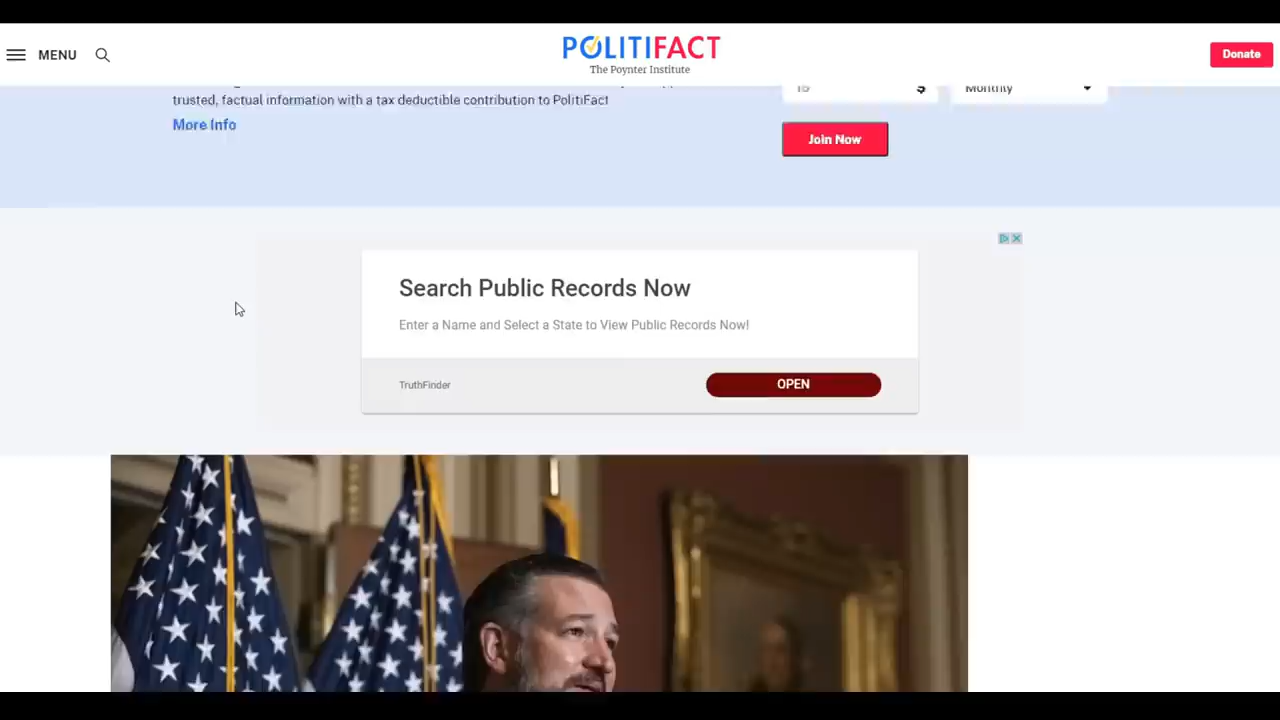 MENU
POLITIFACT
The Poynter Institute
Donate
trusted, factual information with a tax deductible contribution to PolitiFact
More Info
15 $ Monthly
Join Now
Search Public Records Now
Enter a Name and Select a State to View Public Records Now!
TruthFinder
OPEN